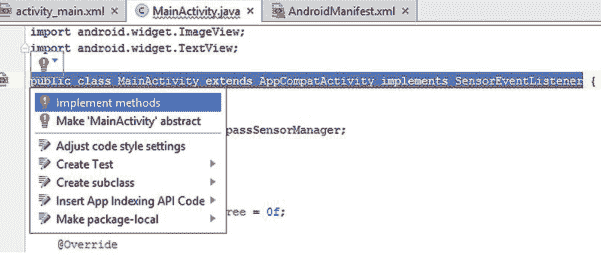 activity_main.xml × MainActivity.java × AndroidManifest.xml ×
import android.widget.ImageView;
import android.widget.TextView;
public class MainActivity extends AppCompatActivity implements SensorEventListener {
Implement methods
Make 'MainActivity' abstract
passSensorManager;
Adjust code style settings
Create Test
Create subclass
Insert App Indexing API Code
ree = 0f;
Make package-local
@Override